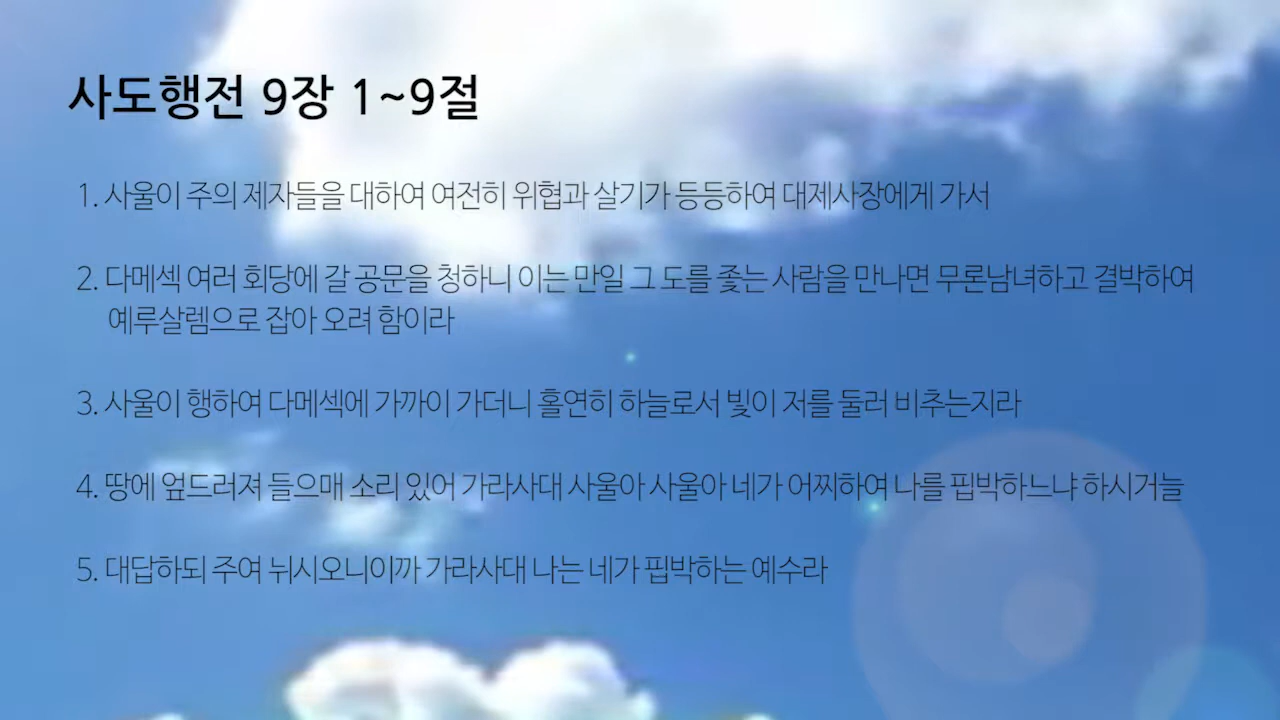 사도행전 9장 1~9절
1. 사울이 주의 제자들을 대하여 여전히 위협과 살기가 등등하여 대제사장에게 가서
2. 다메섹 여러 회당에 갈 공문을 청하니 이는 만일 그 도를 좇는 사람을 만나면 무론남녀하고 결박하여
예루살렘으로 잡아 오려 함이라
3. 사울이 행하여 다메섹에 가까이 가더니 홀연히 하늘로서 빛이 저를 둘러 비추는지라
4. 땅에 엎드러져 들으매 소리 있어 가라사대 사울아 사울아 네가 어찌하여 나를 핍박하느냐 하시거늘
5. 대답하되 주여 뉘시오니이까 가라사대 나는 네가 핍박하는 예수라